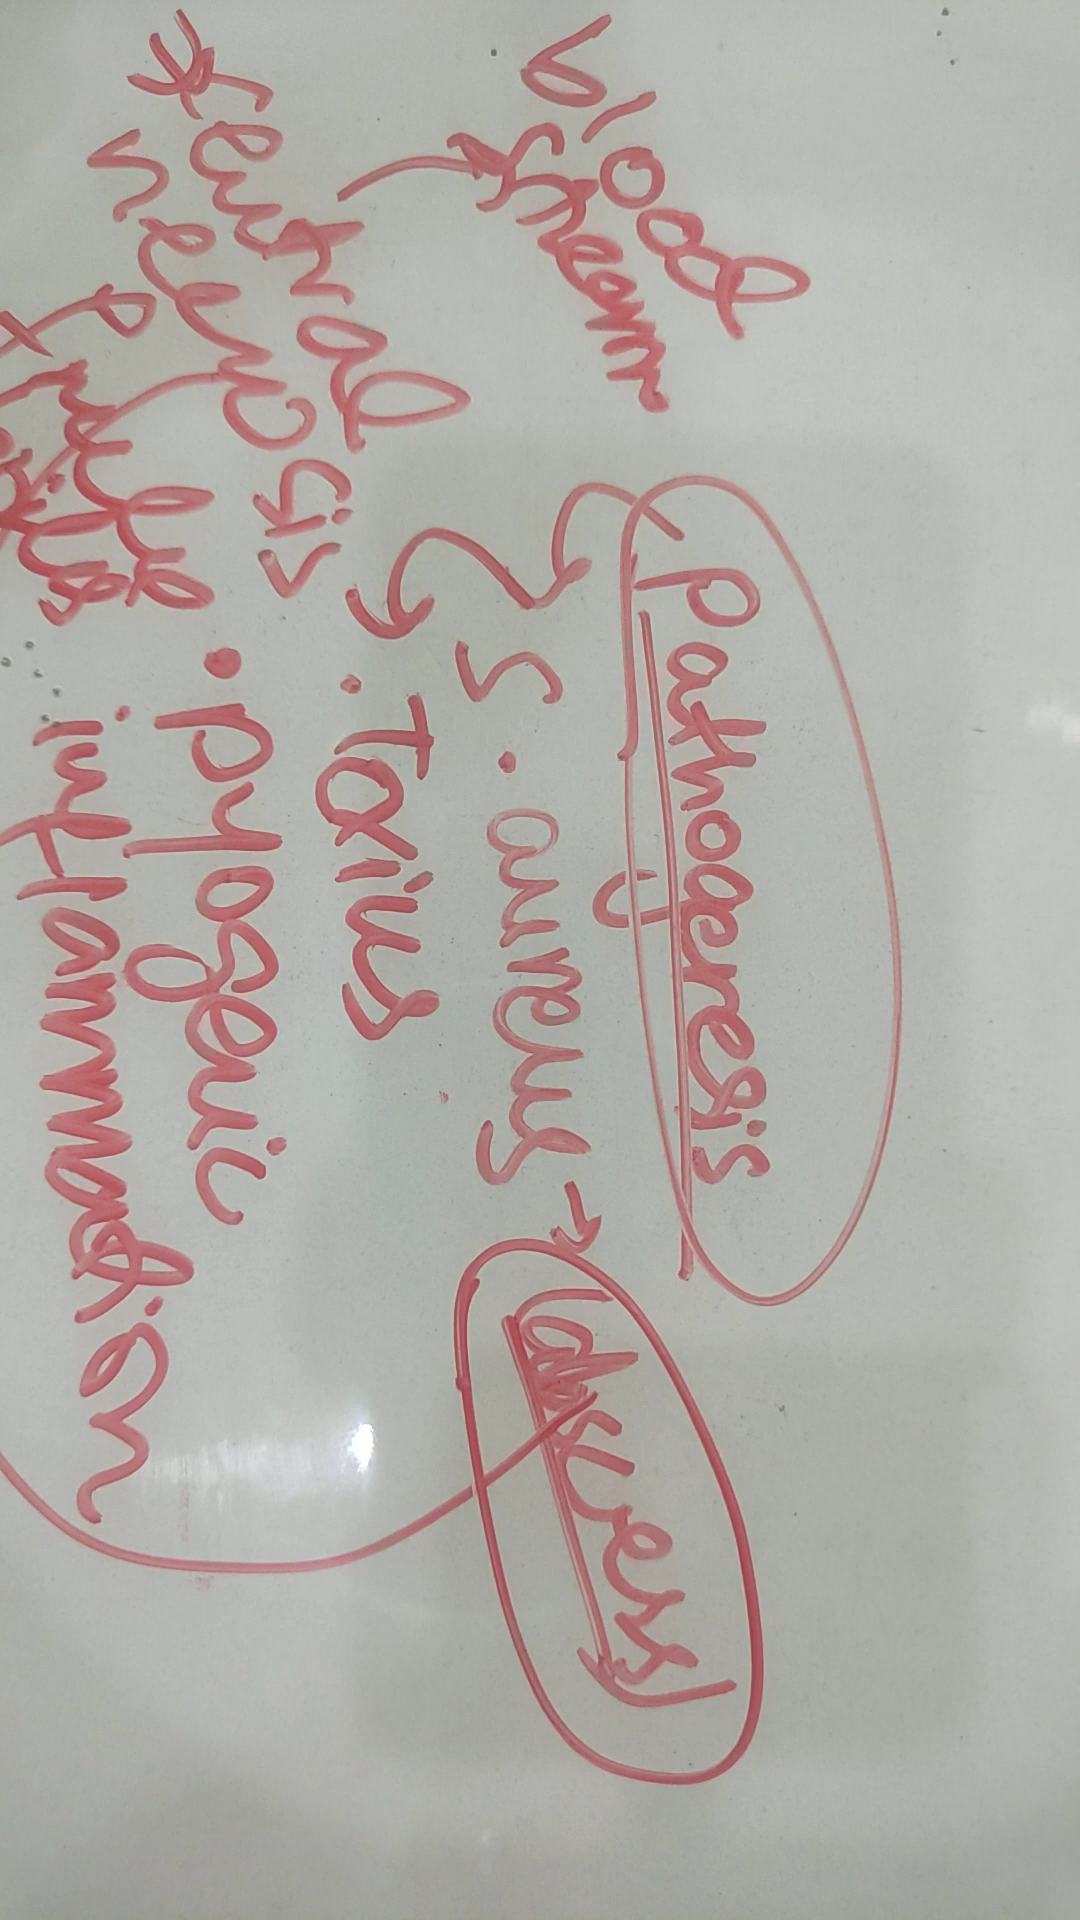 Pathogenesis
blood
stream
S. aureus → (abscess)
• Toxins
central
necrosis
• pyogenic
inflammation